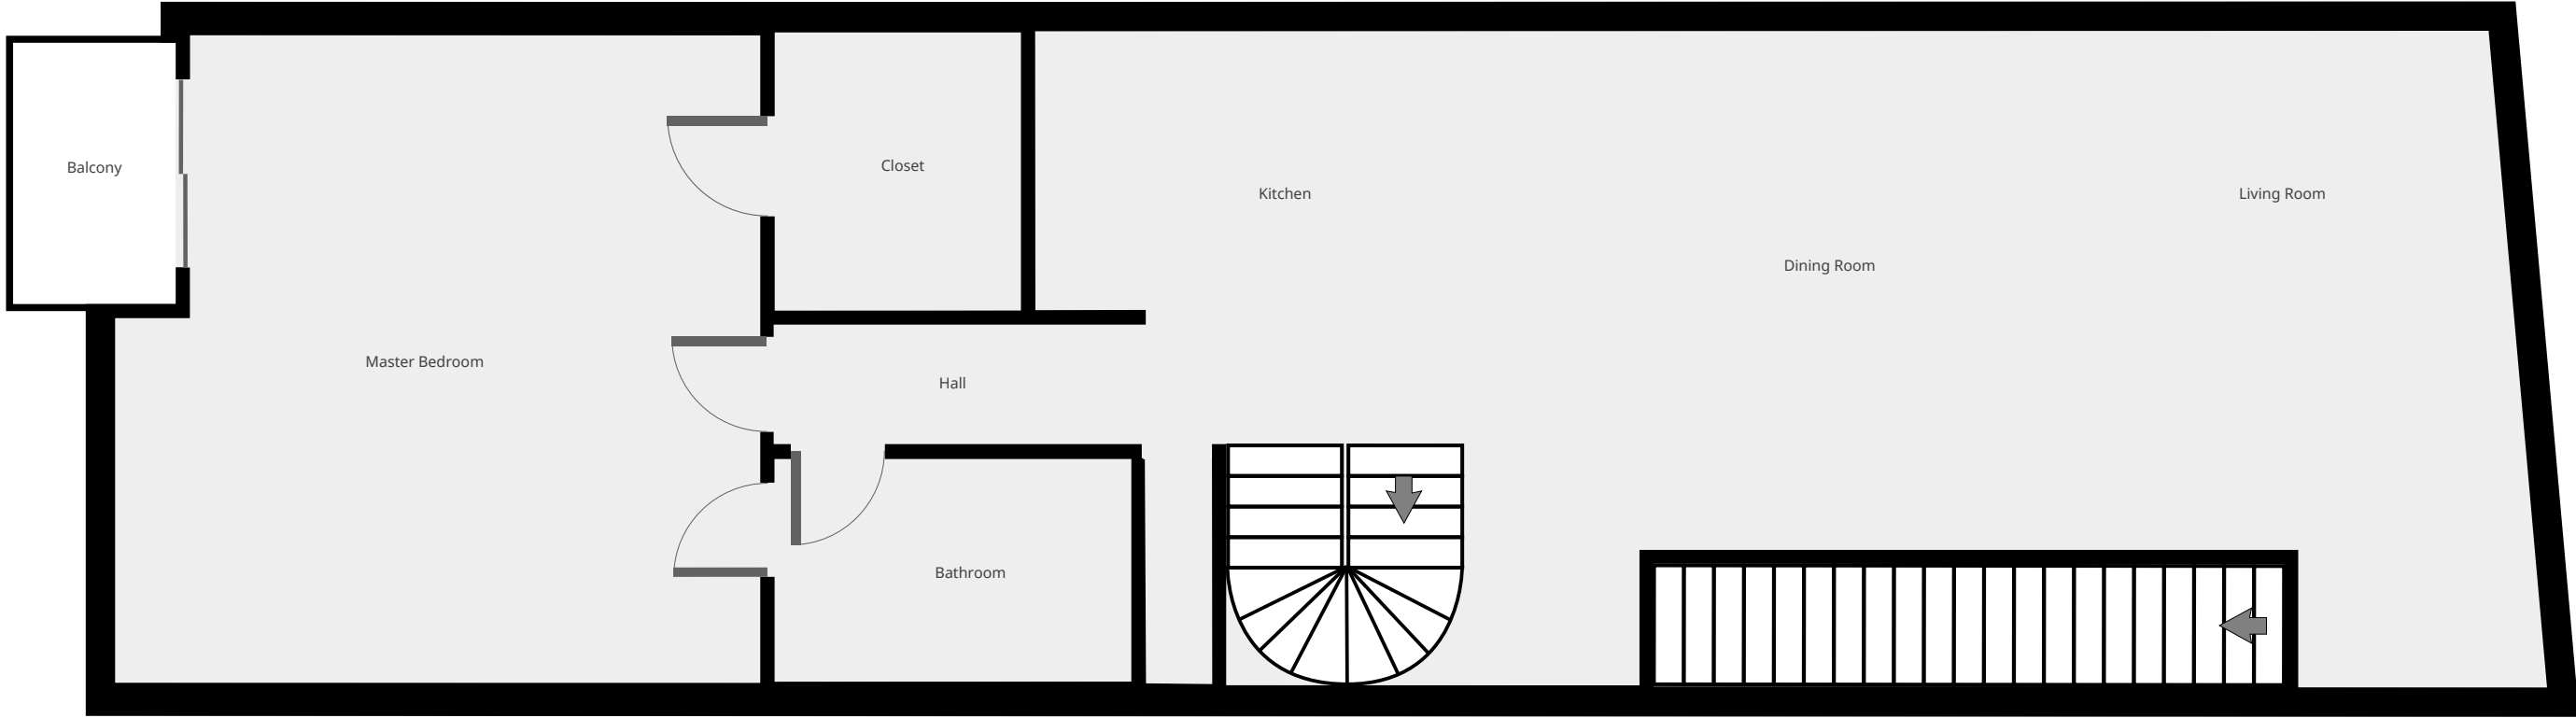 Balcony
Closet
Kitchen
Living Room
Dining Room
Master Bedroom
Hall
Bathroom